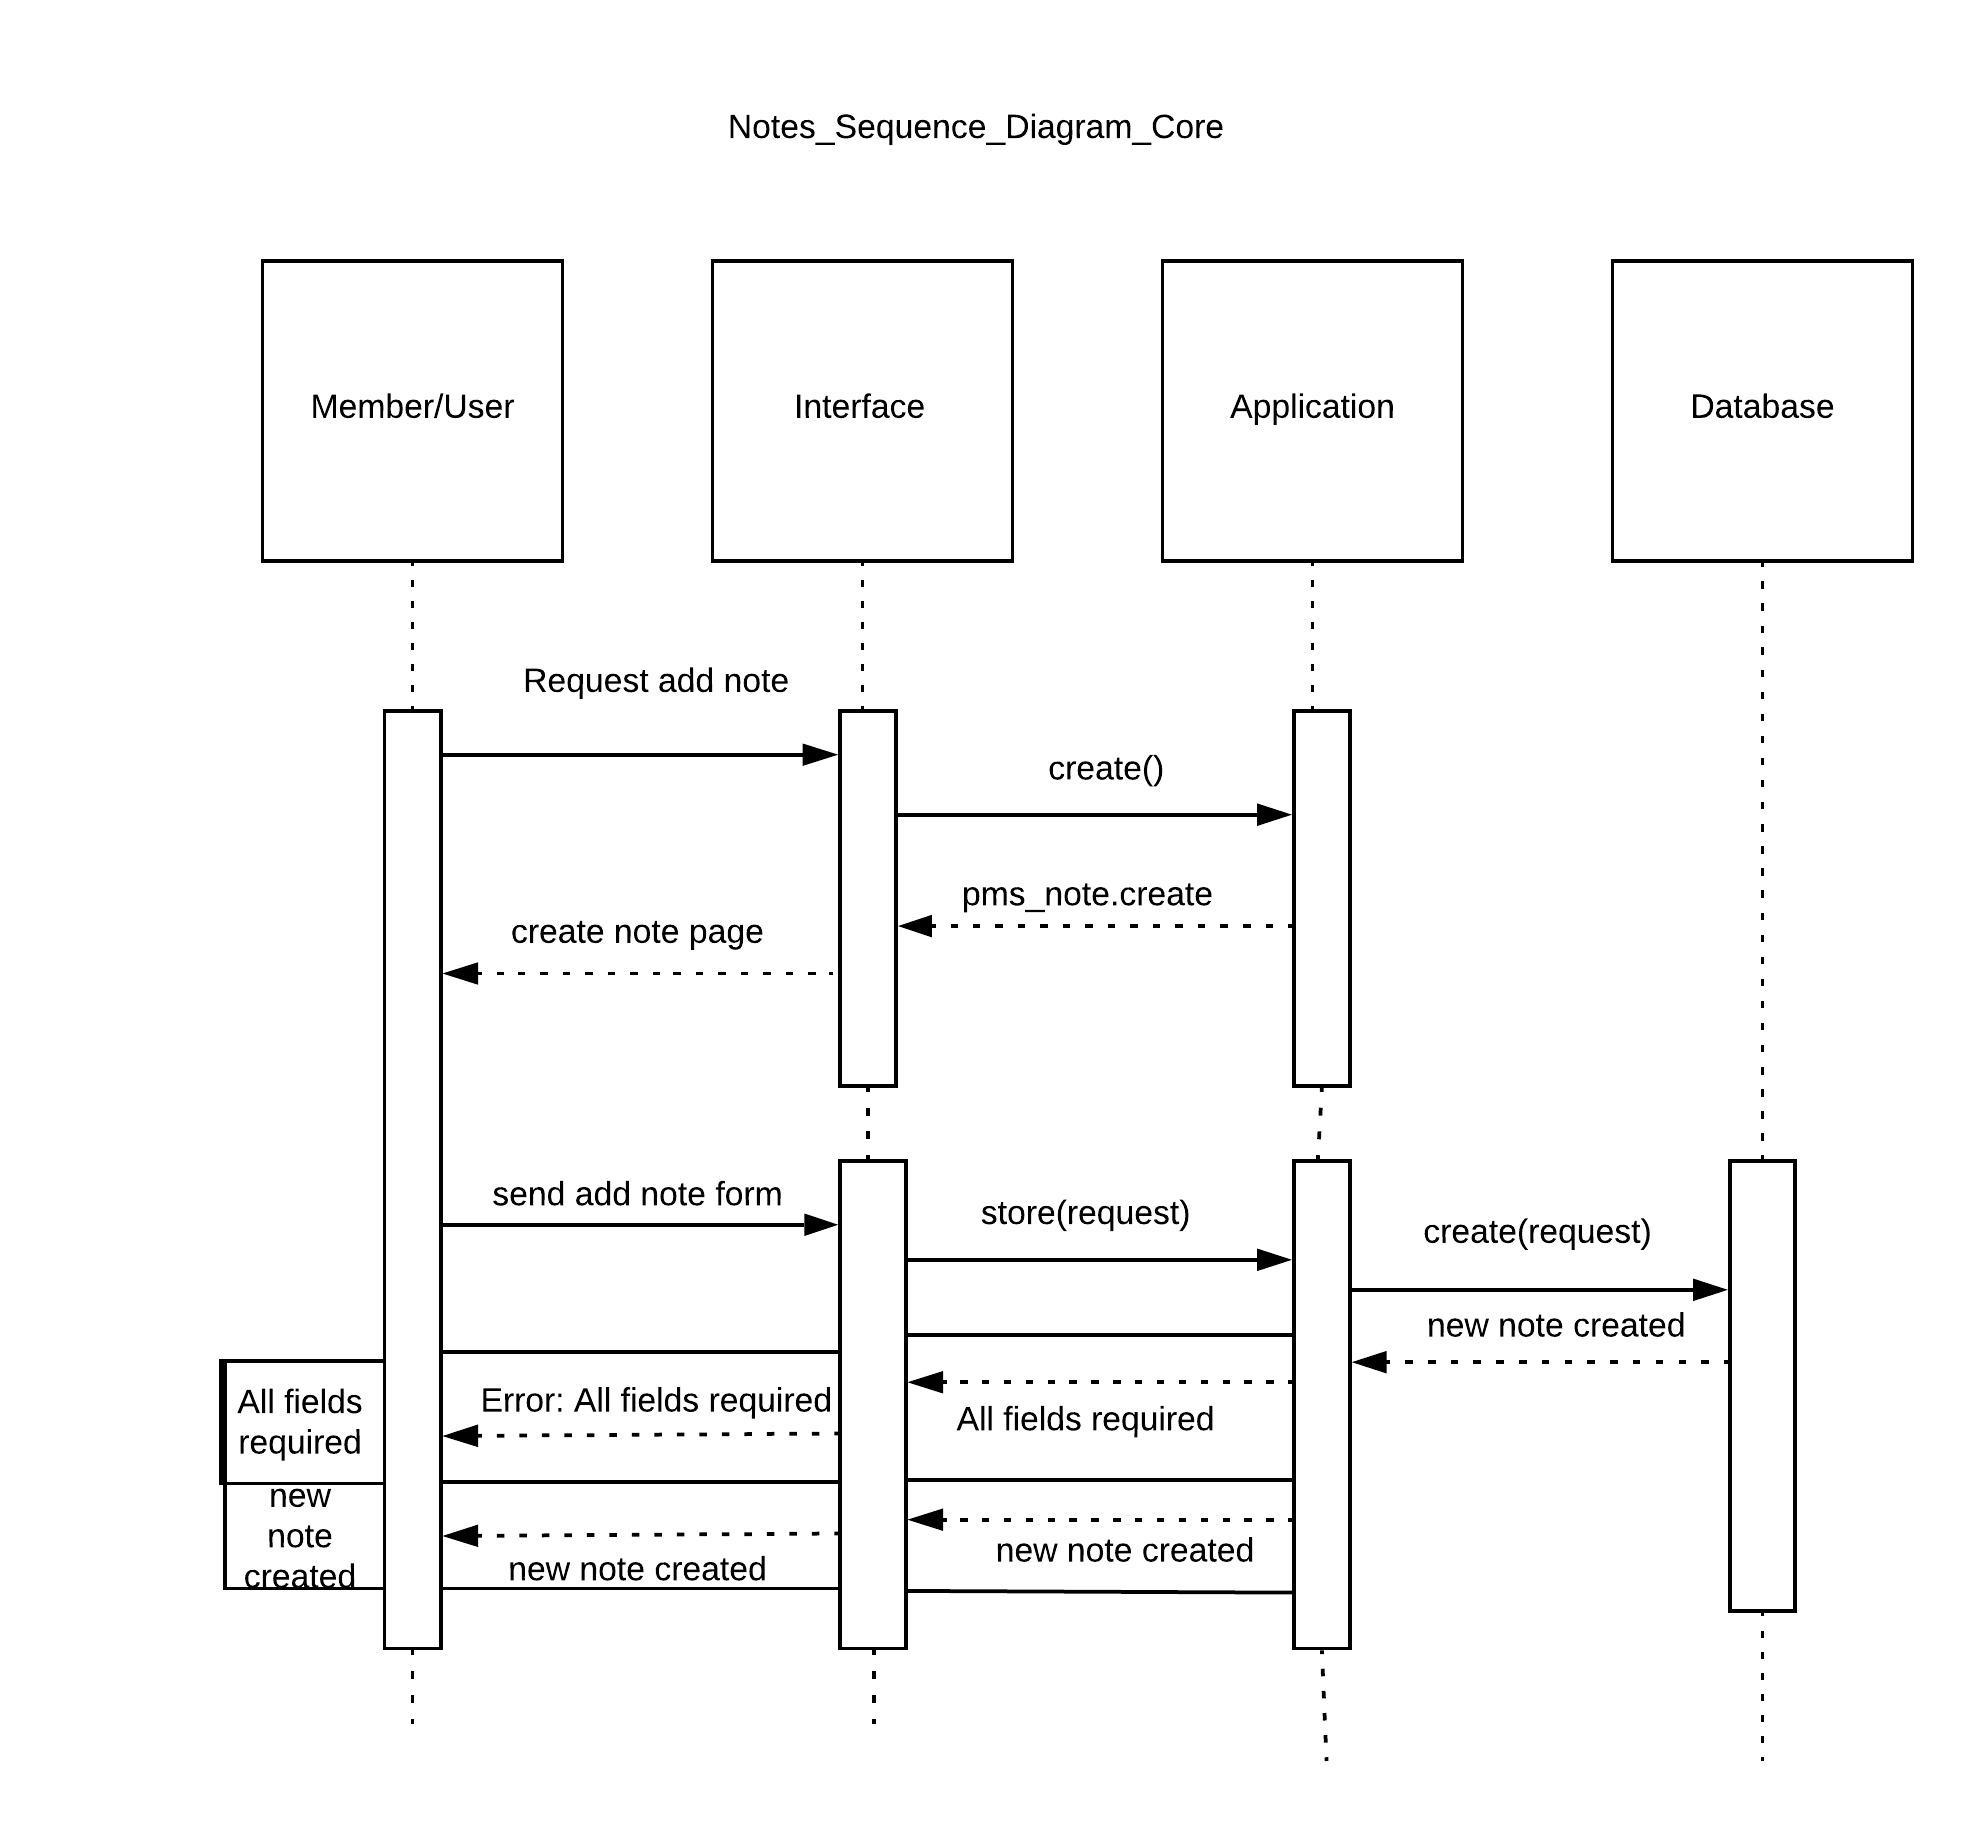 Notes_Sequence_Diagram_Core
Member/User
Interface
Application
Database
Request add note
create()
pms_note.create
create note page
send add note form
store(request)
create(request)
new note created
All fields
required
Error: All fields required
All fields required
new
note
created
new note created
new note created